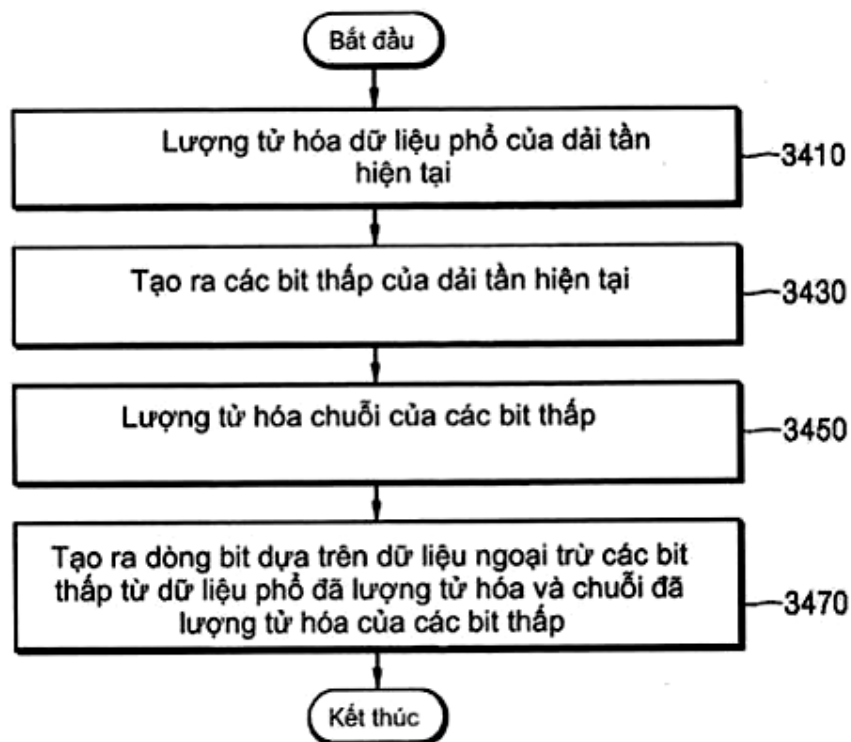 Bắt đầu
Lượng tử hóa dữ liệu phổ của dải tần
hiện tại
3410
Tạo ra các bit thấp của dải tần hiện tại
3430
Lượng tử hóa chuỗi của các bit thấp
3450
Tạo ra dòng bit dựa trên dữ liệu ngoại trừ các bit
thấp từ dữ liệu phổ đã lượng tử hóa và chuỗi đã
lượng tử hóa của các bit thấp
3470
Kết thúc